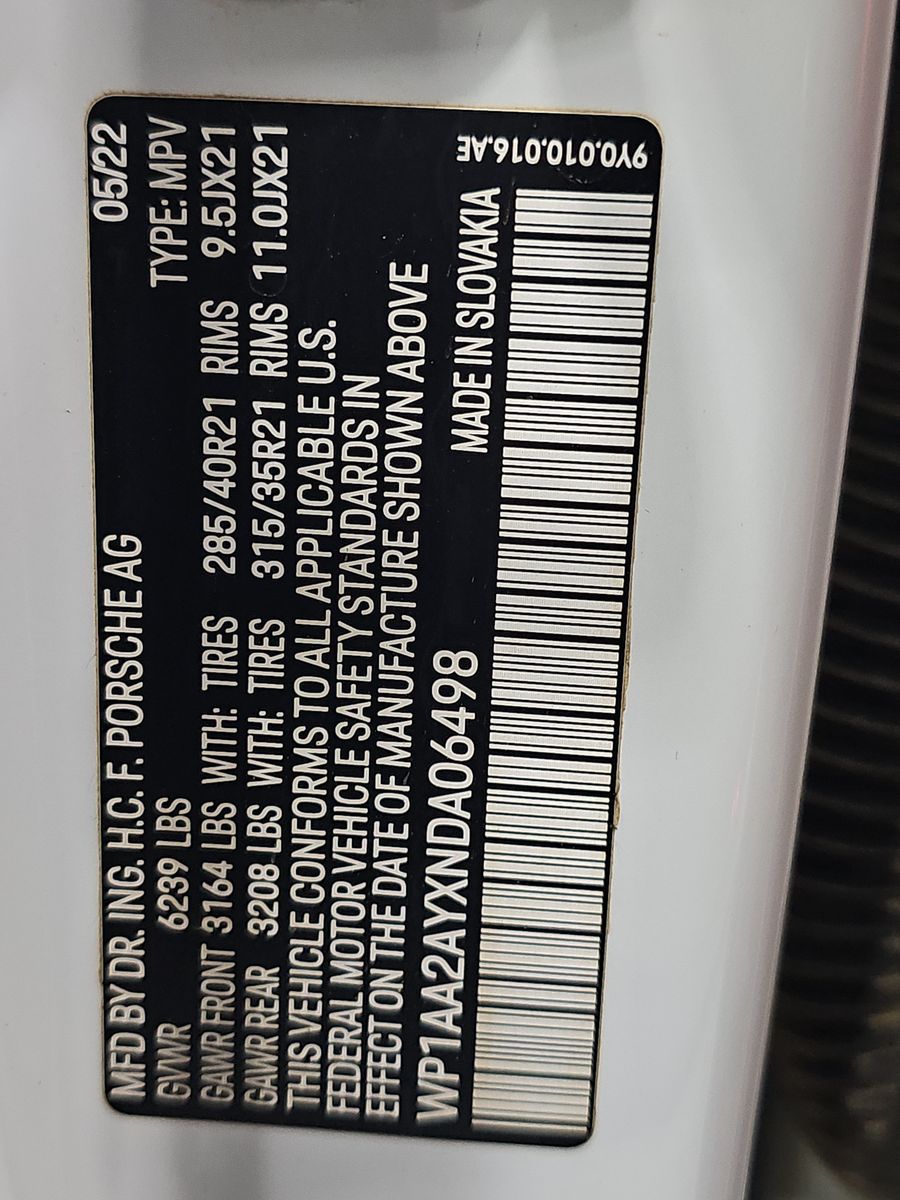 MFD BY DR. ING. H.C. F. PORSCHE AG 05/22
GVWR 6239 LBS TYPE: MPV
GAWR FRONT 3164 LBS WITH: TIRES 285/40R21 RIMS 9.5JX21
GAWR REAR 3208 LBS WITH: TIRES 315/35R21 RIMS 11.0JX21
THIS VEHICLE CONFORMS TO ALL APPLICABLE U.S.
FEDERAL MOTOR VEHICLE SAFETY STANDARDS IN
EFFECT ON THE DATE OF MANUFACTURE SHOWN ABOVE
WP1AA2AYXNDA06498 MADE IN SLOVAKIA
9Y0.010.016.AE